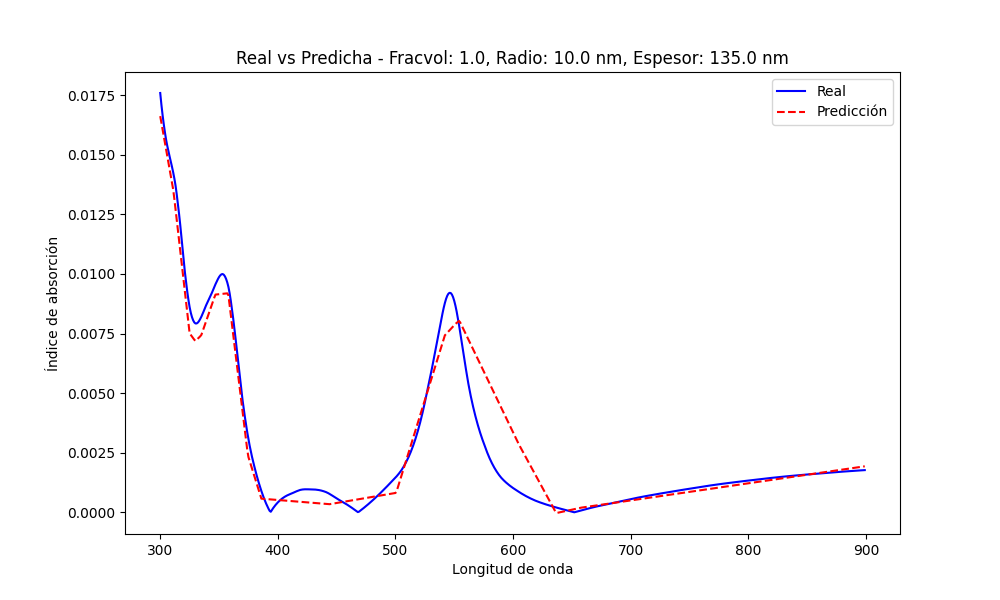 Real vs Predicha - Fracvol: 1.0, Radio: 10.0 nm, Espesor: 135.0 nm
Real
Predicción
Índice de absorción
0.0175
0.0150
0.0125
0.0100
0.0075
0.0050
0.0025
0.0000
300 400 500 600 700 800 900
Longitud de onda